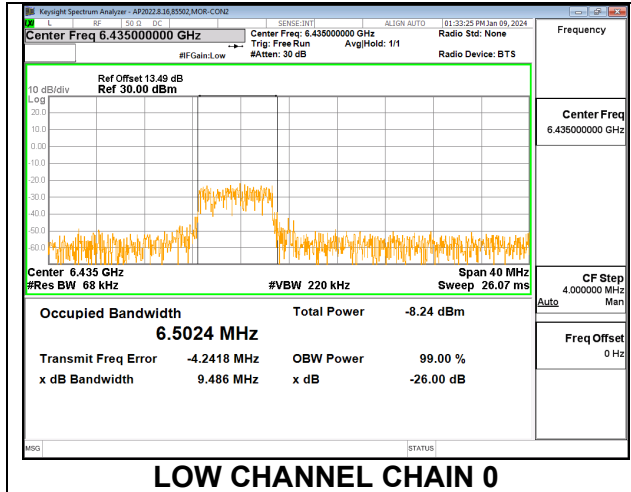 Keysight Spectrum Analyzer - AP2022.8.16,85502,MOR-CON2
L RF 50 Ω DC SENSE:INT ALIGN AUTO 01:33:25 PM Jan 09, 2024
Center Freq 6.435000000 GHz
Center Freq: 6.435000000 GHz
Radio Std: None
Trig: Free Run Avg|Hold: 1/1
#IFGain:Low #Atten: 30 dB Radio Device: BTS
Frequency
Ref Offset 13.49 dB
10 dB/div Ref 30.00 dBm
Log
20.0
10.0
0.00
-10.0
-20.0
-30.0
-40.0
-50.0
-60.0
Center 6.435 GHz Span 40 MHz
#Res BW 68 kHz #VBW 220 kHz Sweep 26.07 ms
Center Freq
6.435000000 GHz
CF Step
4.000000 MHz
Auto Man
Freq Offset
0 Hz
Occupied Bandwidth Total Power -8.24 dBm
6.5024 MHz
Transmit Freq Error -4.2418 MHz OBW Power 99.00 %
x dB Bandwidth 9.486 MHz x dB -26.00 dB
MSG STATUS
LOW CHANNEL CHAIN 0